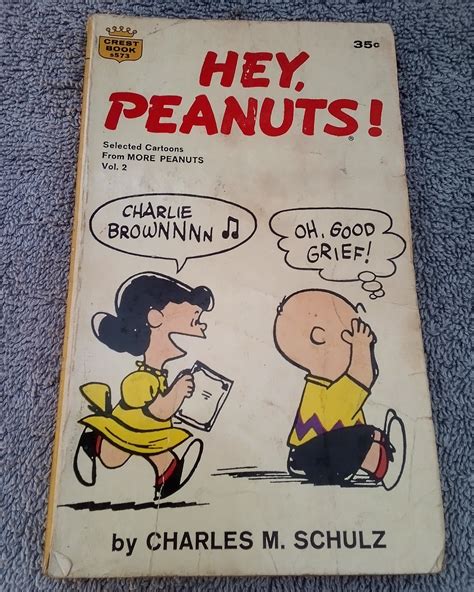 CREST
BOOK
s573
35c
HEY,
PEANUTS!
®
Selected Cartoons
From MORE PEANUTS
Vol. 2
CHARLIE
BROWNNNN ♫
OH, GOOD
GRIEF!
by CHARLES M. SCHULZ